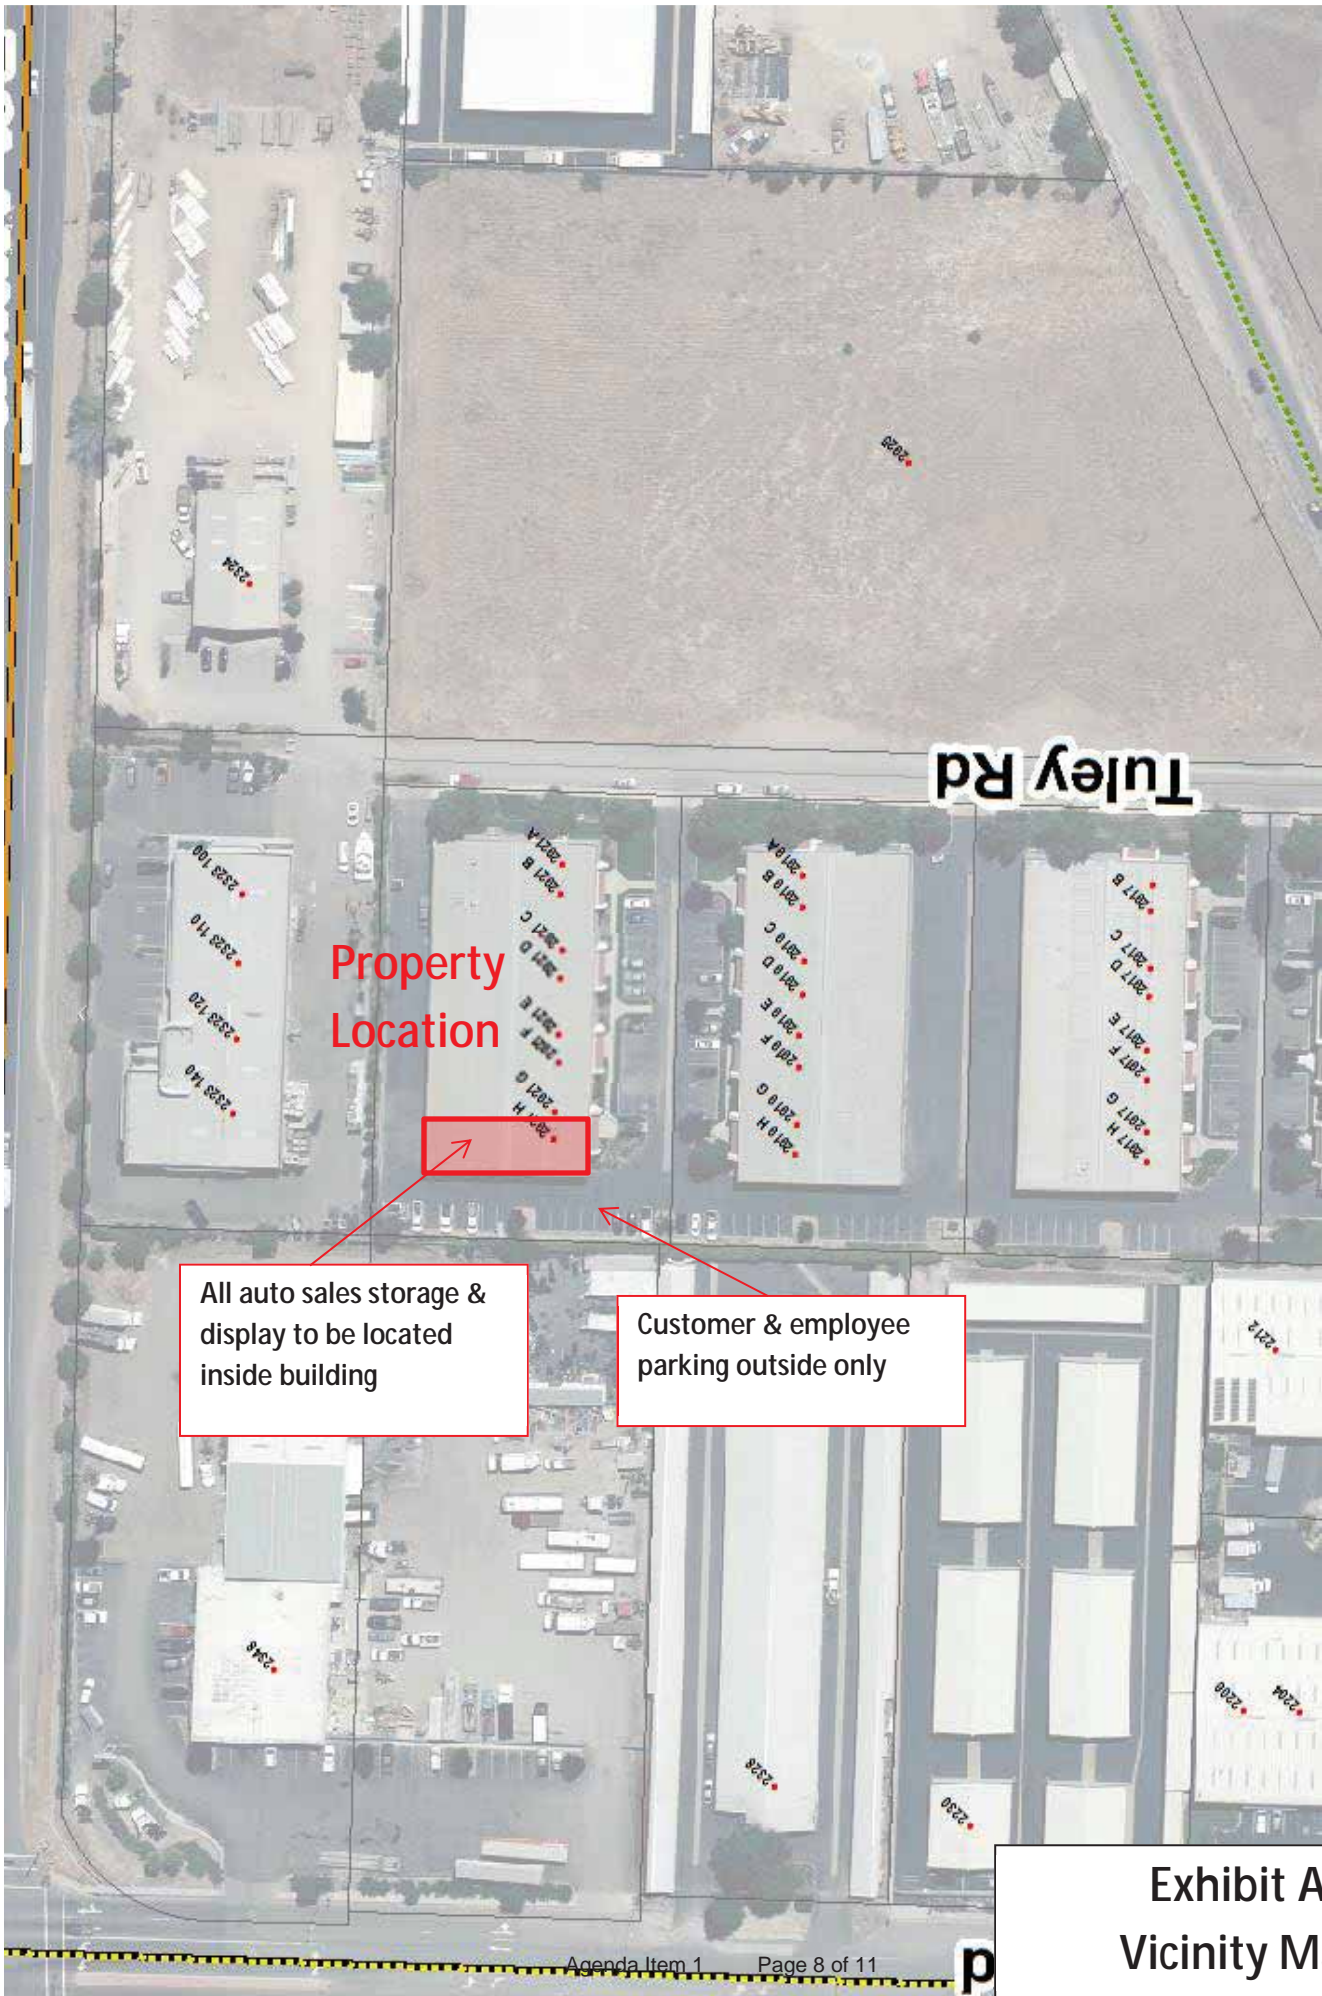 2025
2324
Tuley Rd
2323 100
2323 110
2323 120
2323 140
2021 A
2021 B
2021 C
2021 D
2021 E
2021 F
2021 G
2021 H
2019 A
2019 B
2019 C
2019 D
2019 E
2019 F
2019 G
2019 H
2017 B
2017 C
2017 D
2017 E
2017 F
2017 G
2017 H
Property
Location
All auto sales storage &
display to be located
inside building
Customer & employee
parking outside only
2212
2348
2200
2204
2328
2230
Exhibit A
Vicinity M
Agenda Item 1 Page 8 of 11